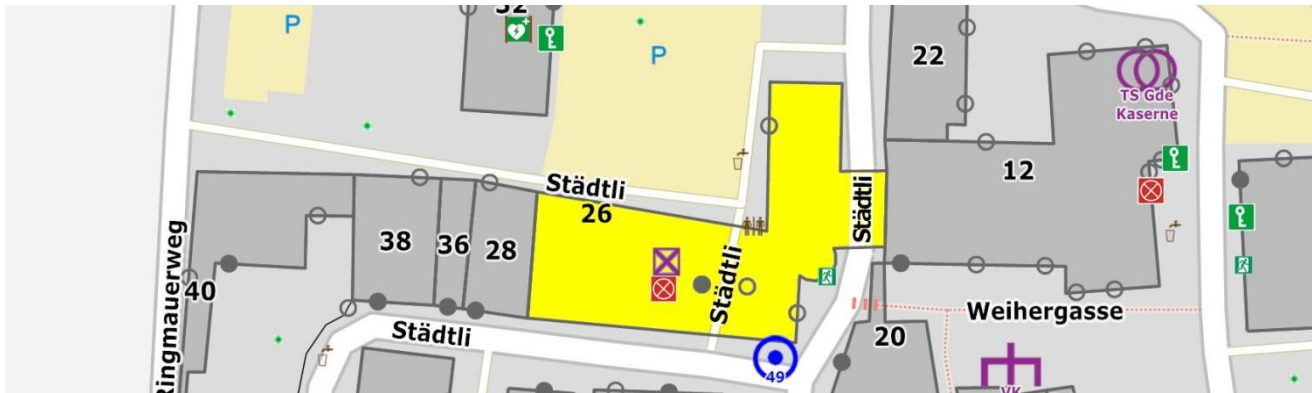 32
P
P
22
TS Gde
Kaserne
12
Städtli
26
Städtli
38
36
28
Städtli
40
Ringmauerweg
Städtli
Weihergasse
20
49
VK